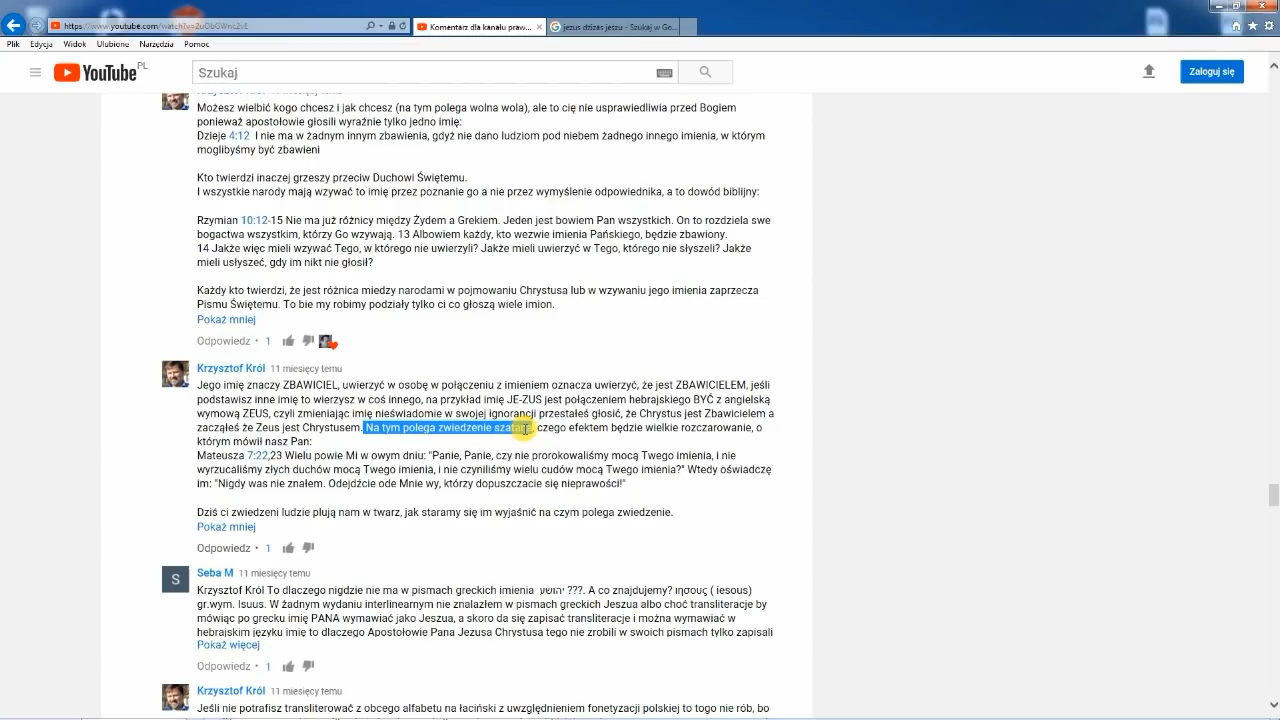 https://www.youtube.com/watch?v=2uObGWnc2vE
Komentarz dla kanału praw...
jezus dżizas jeszu - Szukaj w Go...
Plik Edycja Widok Ulubione Narzędzia Pomoc
YouTube PL
Szukaj
Zaloguj się
Możesz wielbić kogo chcesz i jak chcesz (na tym polega wolna wola), ale to cię nie usprawiedliwia przed Bogiem
ponieważ apostołowie głosili wyraźnie tylko jedno imię:
Dzieje 4:12 I nie ma w żadnym innym zbawienia, gdyż nie dano ludziom pod niebem żadnego innego imienia, w którym
moglibyśmy być zbawieni
Kto twierdzi inaczej grzeszy przeciw Duchowi Świętemu.
I wszystkie narody mają wzywać to imię przez poznanie go a nie przez wymyślenie odpowiednika, a to dowód biblijny:
Rzymian 10:12-15 Nie ma już różnicy między Żydem a Grekiem. Jeden jest bowiem Pan wszystkich. On to rozdziela swe
bogactwa wszystkim, którzy Go wzywają. 13 Albowiem każdy, kto wezwie imienia Pańskiego, będzie zbawiony.
14 Jakże więc mieli wzywać Tego, w którego nie uwierzyli? Jakże mieli uwierzyć w Tego, którego nie słyszeli? Jakże
mieli usłyszeć, gdy im nikt nie głosił?
Każdy kto twierdzi, że jest różnica miedzy narodami w pojmowaniu Chrystusa lub w wzywaniu jego imienia zaprzecza
Pismu Świętemu. To bie my robimy podziały tylko ci co głoszą wiele imion.
Pokaż mniej
Odpowiedz • 1
Krzysztof Król 11 miesięcy temu
Jego imię znaczy ZBAWICIEL, uwierzyć w osobę w połączeniu z imieniem oznacza uwierzyć, że jest ZBAWICIELEM, jeśli
podstawisz inne imię to wierzysz w coś innego, na przykład imię JE-ZUS jest połączeniem hebrajskiego BYĆ z angielską
wymową ZEUS, czyli zmieniając imię nieświadomie w swojej ignorancji przestałeś głosić, że Chrystus jest Zbawicielem a
zacząłeś że Zeus jest Chrystusem. Na tym polega zwiedzenie szatana, czego efektem będzie wielkie rozczarowanie, o
którym mówił nasz Pan:
Mateusza 7:22,23 Wielu powie Mi w owym dniu: "Panie, Panie, czy nie prorokowaliśmy mocą Twego imienia, i nie
wyrzucaliśmy złych duchów mocą Twego imienia, i nie czyniliśmy wielu cudów mocą Twego imienia?" Wtedy oświadczę
im: "Nigdy was nie znałem. Odejdźcie ode Mnie wy, którzy dopuszczacie się nieprawości!"
Dziś ci zwiedzeni ludzie plują nam w twarz, jak staramy się im wyjaśnić na czym polega zwiedzenie.
Pokaż mniej
Odpowiedz • 1
S
Seba M 11 miesięcy temu
Krzysztof Król To dlaczego nigdzie nie ma w pismach greckich imienia יהושע ???. A co znajdujemy? ιησους ( iesous)
gr.wym. Isuus. W żadnym wydaniu interlinearnym nie znalazłem w pismach greckich Jeszua albo choć transliteracje by
mówiąc po grecku imię PANA wymawiać jako Jeszua, a skoro da się zapisać transliteracje i można wymawiać w
hebrajskim języku imię to dlaczego Apostołowie Pana Jezusa Chrystusa tego nie zrobili w swoich pismach tylko zapisali
Pokaż więcej
Odpowiedz • 1
Krzysztof Król 11 miesięcy temu
Jeśli nie potrafisz transliterować z obcego alfabetu na łaciński z uwzględnieniem fonetyzacji polskiej to togo nie rób, bo